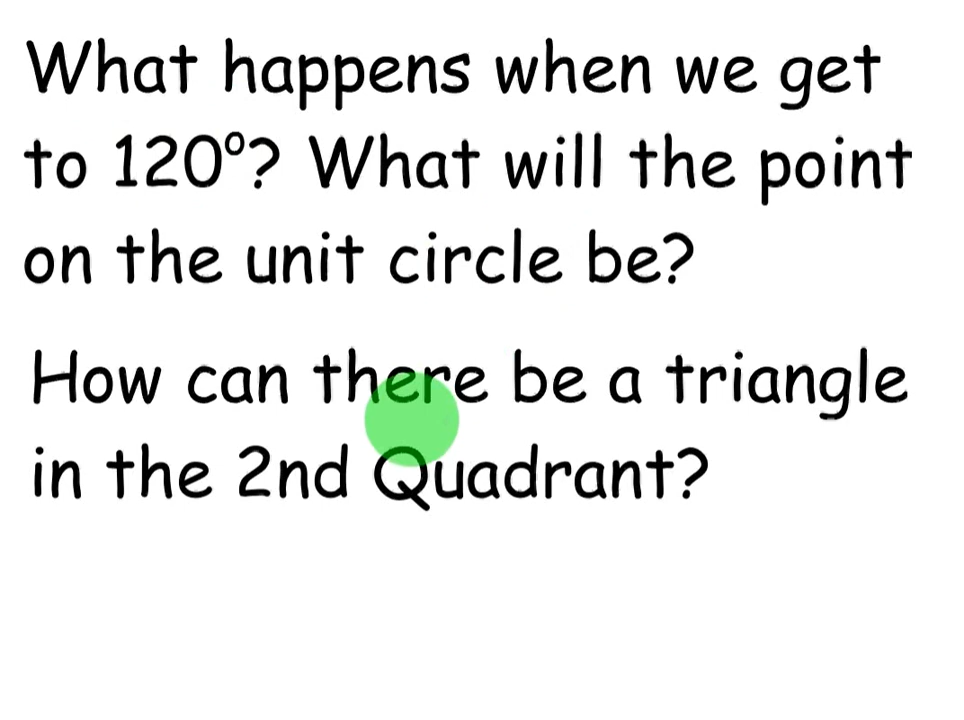 What happens when we get
to 120º? What will the point
on the unit circle be?
How can there be a triangle
in the 2nd Quadrant?